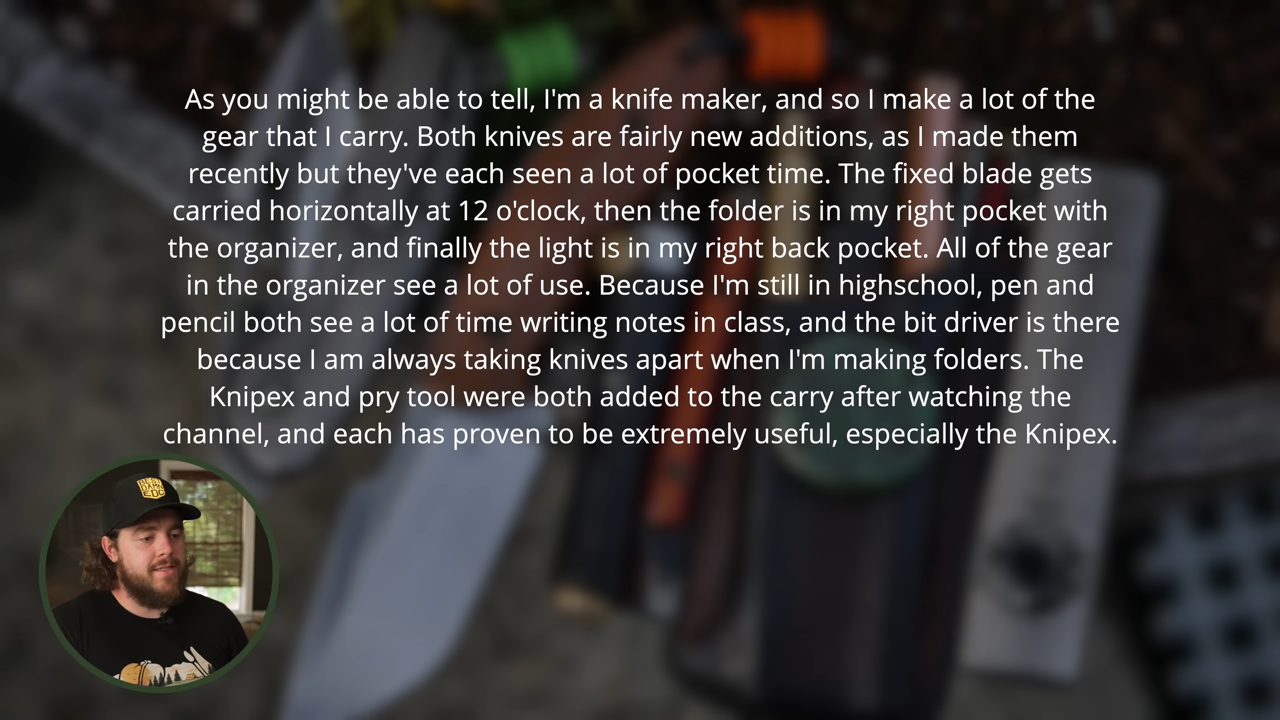 As you might be able to tell, I'm a knife maker, and so I make a lot of the
gear that I carry. Both knives are fairly new additions, as I made them
recently but they've each seen a lot of pocket time. The fixed blade gets
carried horizontally at 12 o'clock, then the folder is in my right pocket with
the organizer, and finally the light is in my right back pocket. All of the gear
in the organizer see a lot of use. Because I'm still in highschool, pen and
pencil both see a lot of time writing notes in class, and the bit driver is there
because I am always taking knives apart when I'm making folders. The
Knipex and pry tool were both added to the carry after watching the
channel, and each has proven to be extremely useful, especially the Knipex.
BEST
DAMN
EDC